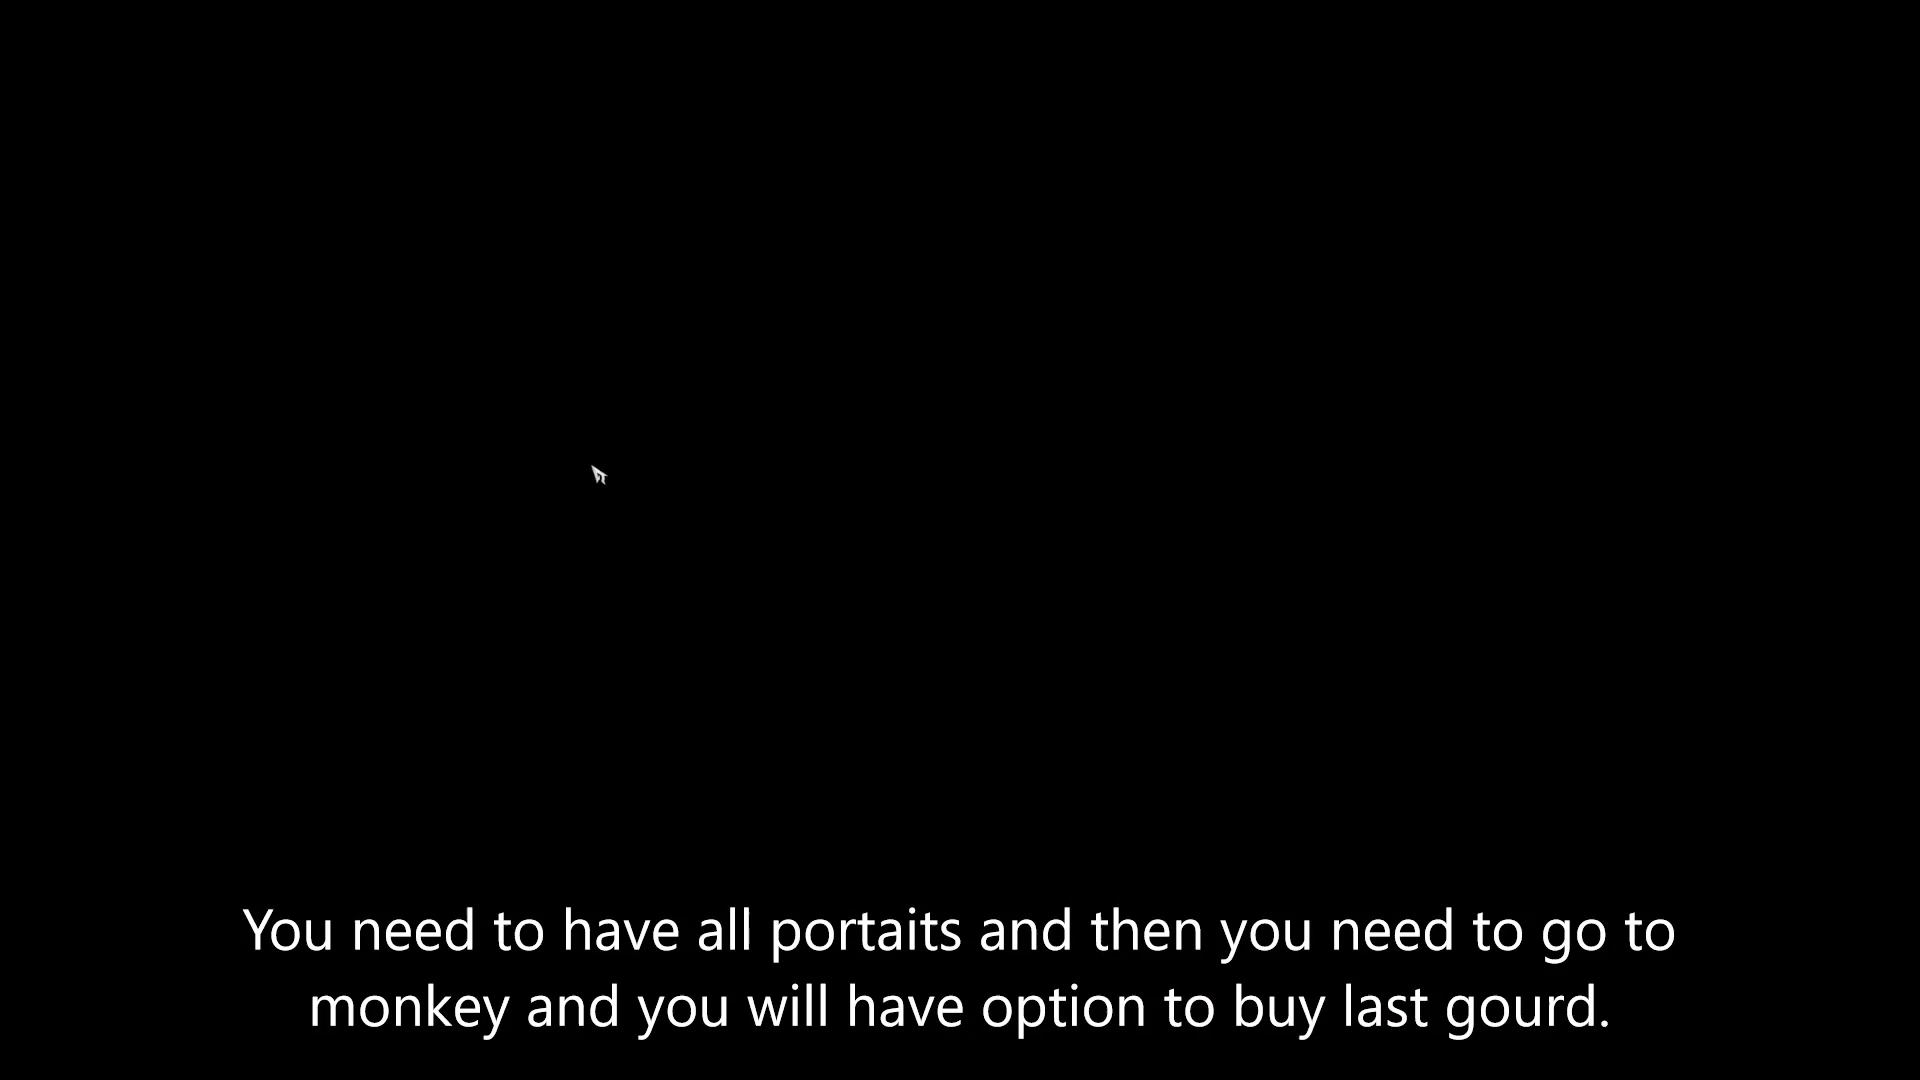 You need to have all portaits and then you need to go to
monkey and you will have option to buy last gourd.